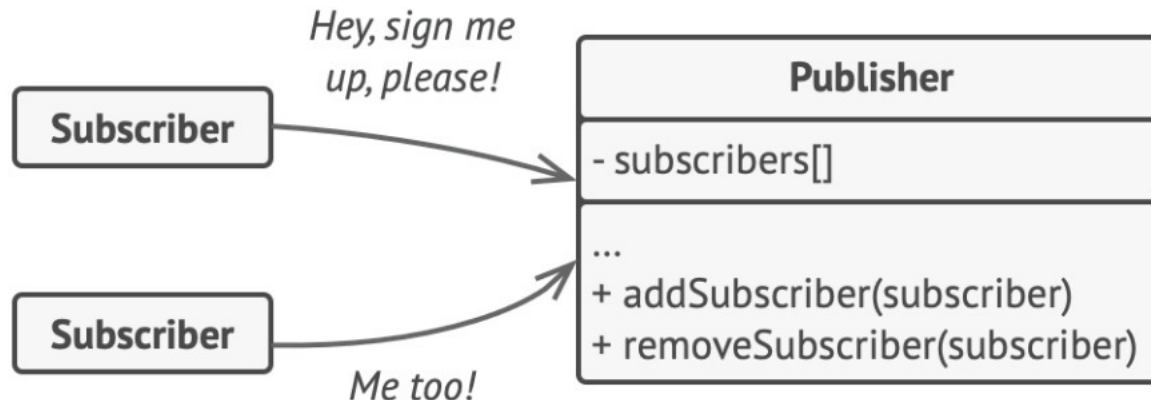 Hey, sign me
up, please!
Subscriber
Publisher
- subscribers[]
...
+ addSubscriber(subscriber)
+ removeSubscriber(subscriber)
Subscriber
Me too!